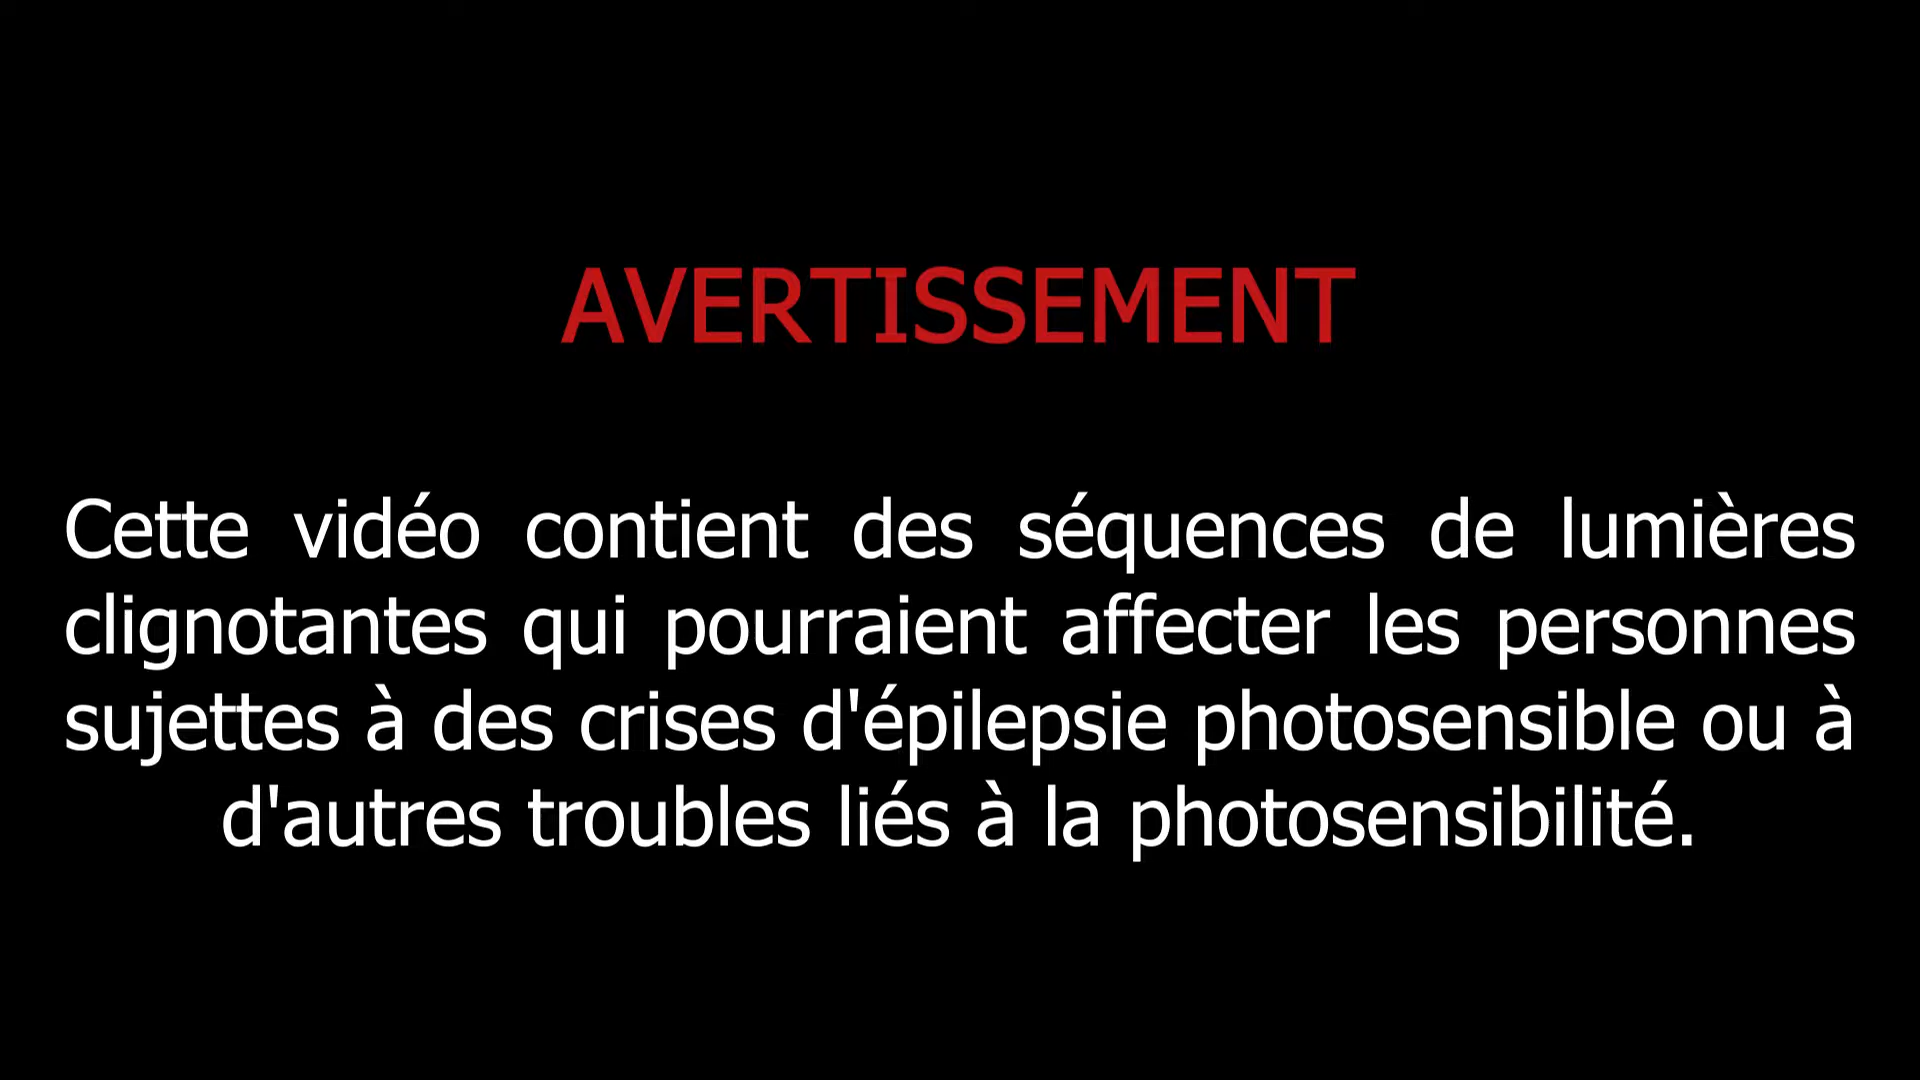 AVERTISSEMENT
Cette vidéo contient des séquences de lumières
clignotantes qui pourraient affecter les personnes
sujettes à des crises d'épilepsie photosensible ou à
d'autres troubles liés à la photosensibilité.